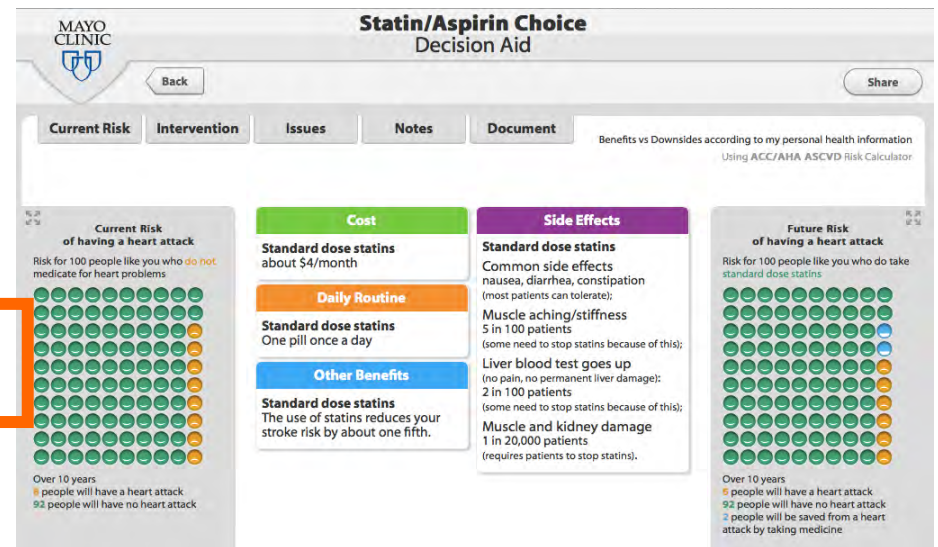 MAYO
CLINIC
Statin/Aspirin Choice
Decision Aid
Back
Share
Current Risk
Intervention
Issues
Notes
Document
Benefits vs Downsides according to my personal health information
Using ACC/AHA ASCVD Risk Calculator
Current Risk
of having a heart attack
Risk for 100 people like you who do not
medicate for heart problems
Over 10 years
people will have a heart attack
92 people will have no heart attack
Cost
Standard dose statins
about $4/month
Daily Routine
Standard dose statins
One pill once a day
Other Benefits
Standard dose statins
The use of statins reduces your
stroke risk by about one fifth.
Side Effects
Standard dose statins
Common side effects
nausea, diarrhea, constipation
(most patients can tolerate);
Muscle aching/stiffness
5 in 100 patients
(some need to stop statins because of this);
Liver blood test goes up
(no pain, no permanent liver damage):
2 in 100 patients
(some need to stop statins because of this);
Muscle and kidney damage
1 in 20,000 patients
(requires patients to stop statins).
Future Risk
of having a heart attack
Risk for 100 people like you who do take
standard dose statins
Over 10 years
people will have a heart attack
92 people will have no heart attack
2 people will be saved from a heart
attack by taking medicine